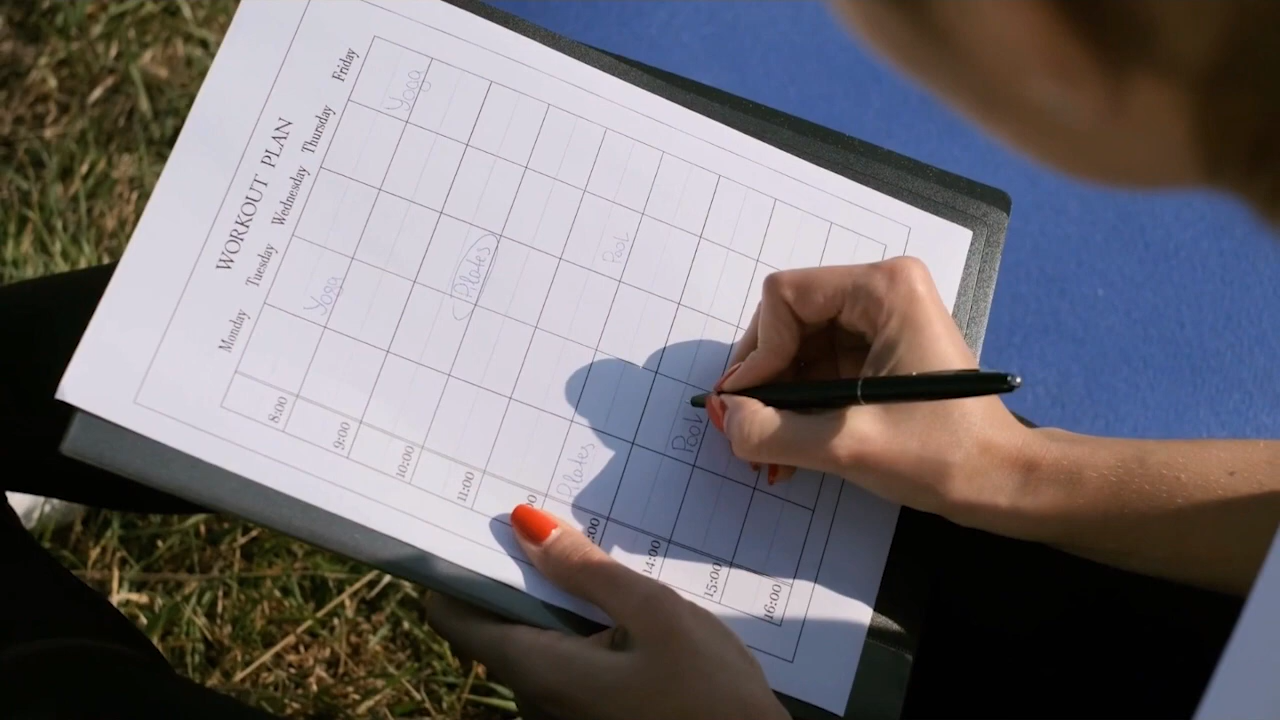 WORKOUT PLAN
Monday Tuesday Wednesday Thursday Friday
8:00 Yoga Yoga
9:00
10:00 Pilates
11:00
Pool
Pilates
14:00 Pool
15:00
16:00